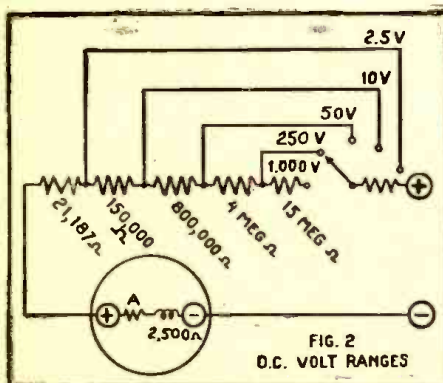 2.5V
10V
50V
250 V
1,000 V
21,187Ω
150,000 Ω
800,000Ω
4 MEG Ω
15 MEG Ω
+
A
+ −
2,500Ω
−
FIG. 2
D.C. VOLT RANGES